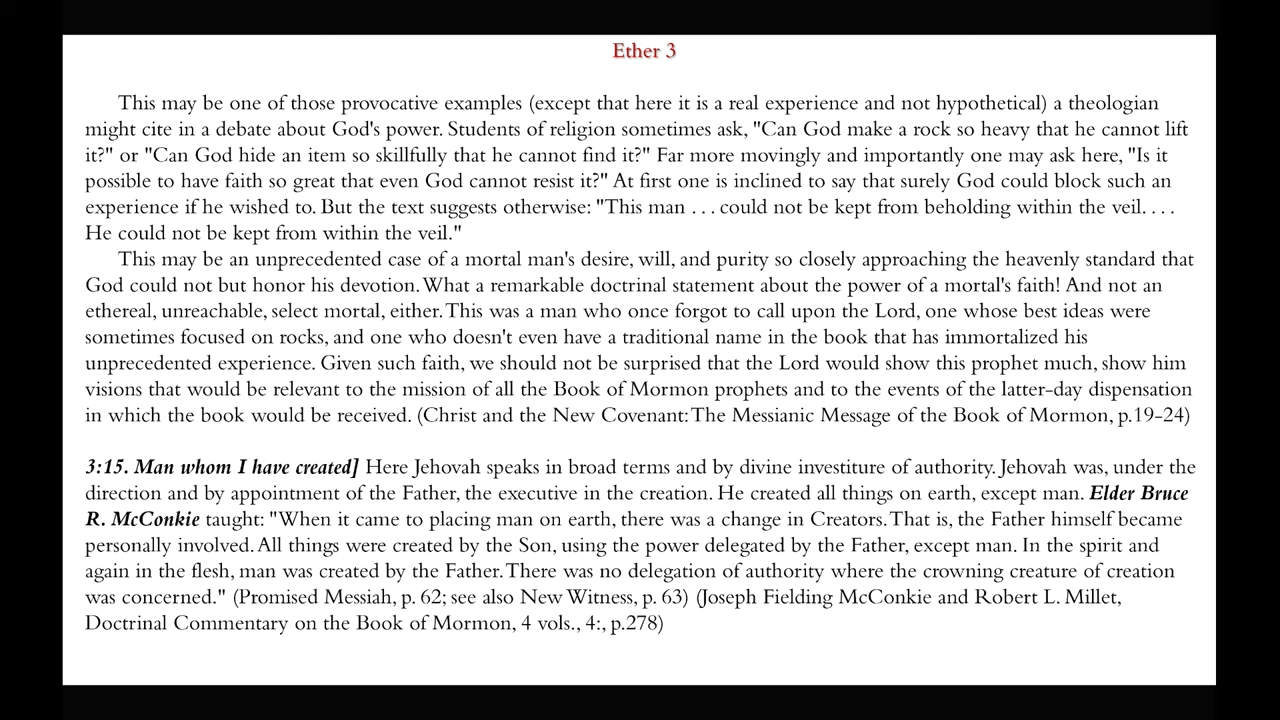 Ether 3
This may be one of those provocative examples (except that here it is a real experience and not hypothetical) a theologian
might cite in a debate about God's power. Students of religion sometimes ask, "Can God make a rock so heavy that he cannot lift
it?" or "Can God hide an item so skillfully that he cannot find it?" Far more movingly and importantly one may ask here, "Is it
possible to have faith so great that even God cannot resist it?" At first one is inclined to say that surely God could block such an
experience if he wished to. But the text suggests otherwise: "This man . . . could not be kept from beholding within the veil. . . .
He could not be kept from within the veil."
This may be an unprecedented case of a mortal man's desire, will, and purity so closely approaching the heavenly standard that
God could not but honor his devotion. What a remarkable doctrinal statement about the power of a mortal's faith! And not an
ethereal, unreachable, select mortal, either. This was a man who once forgot to call upon the Lord, one whose best ideas were
sometimes focused on rocks, and one who doesn't even have a traditional name in the book that has immortalized his
unprecedented experience. Given such faith, we should not be surprised that the Lord would show this prophet much, show him
visions that would be relevant to the mission of all the Book of Mormon prophets and to the events of the latter-day dispensation
in which the book would be received. (Christ and the New Covenant: The Messianic Message of the Book of Mormon, p.19-24)
3:15. Man whom I have created] Here Jehovah speaks in broad terms and by divine investiture of authority. Jehovah was, under the
direction and by appointment of the Father, the executive in the creation. He created all things on earth, except man. Elder Bruce
R. McConkie taught: "When it came to placing man on earth, there was a change in Creators. That is, the Father himself became
personally involved. All things were created by the Son, using the power delegated by the Father, except man. In the spirit and
again in the flesh, man was created by the Father. There was no delegation of authority where the crowning creature of creation
was concerned." (Promised Messiah, p. 62; see also New Witness, p. 63) (Joseph Fielding McConkie and Robert L. Millet,
Doctrinal Commentary on the Book of Mormon, 4 vols., 4:, p.278)